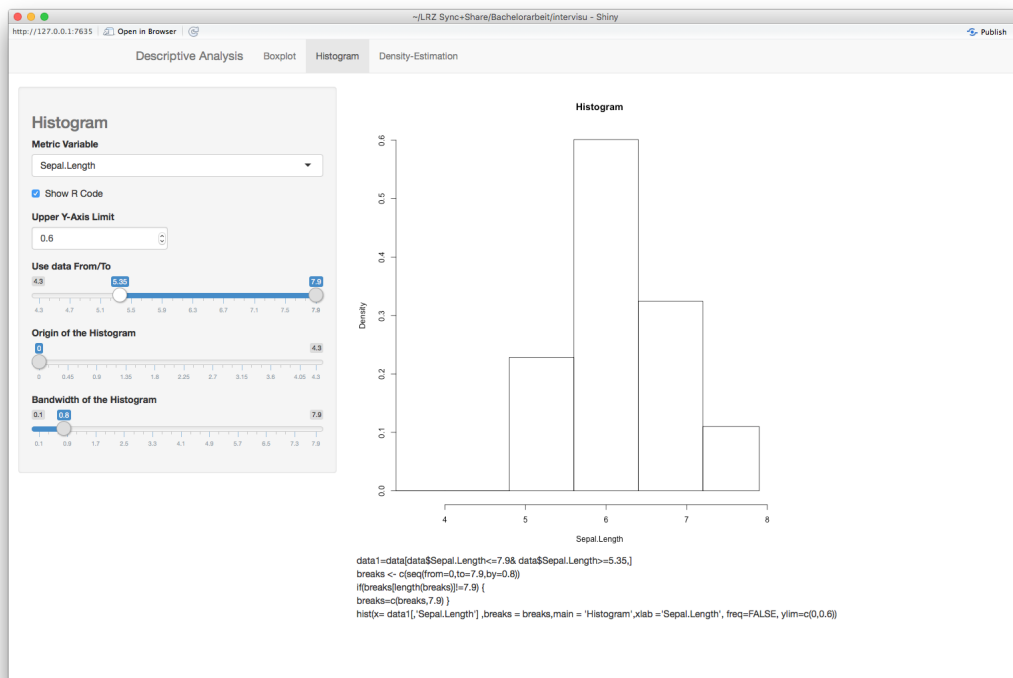 ~/LRZ Sync+Share/Bachelorarbeit/intervisu - Shiny
http://127.0.0.1:7635 Open in Browser Publish
Descriptive Analysis Boxplot Histogram Density-Estimation
Histogram
Metric Variable
Sepal.Length
Show R Code
Upper Y-Axis Limit
0.6
Use data From/To
4.3 5.35 7.9
4.3 4.7 5.1 5.5 5.9 6.3 6.7 7.1 7.5 7.9
Origin of the Histogram
0 4.3
0 0.45 0.9 1.35 1.8 2.25 2.7 3.15 3.6 4.05 4.3
Bandwidth of the Histogram
0.1 0.8 7.9
0.1 0.9 1.7 2.5 3.3 4.1 4.9 5.7 6.5 7.3 7.9
Histogram
Density
0.6
0.5
0.4
0.3
0.2
0.1
0.0
4 5 6 7 8
Sepal.Length
data1=data[data$Sepal.Length<=7.9& data$Sepal.Length>=5.35,]
breaks <- c(seq(from=0,to=7.9,by=0.8))
if(breaks[length(breaks)]!=7.9) {
breaks=c(breaks,7.9) }
hist(x= data1[,'Sepal.Length'] ,breaks = breaks,main = 'Histogram',xlab ='Sepal.Length', freq=FALSE, ylim=c(0,0.6))